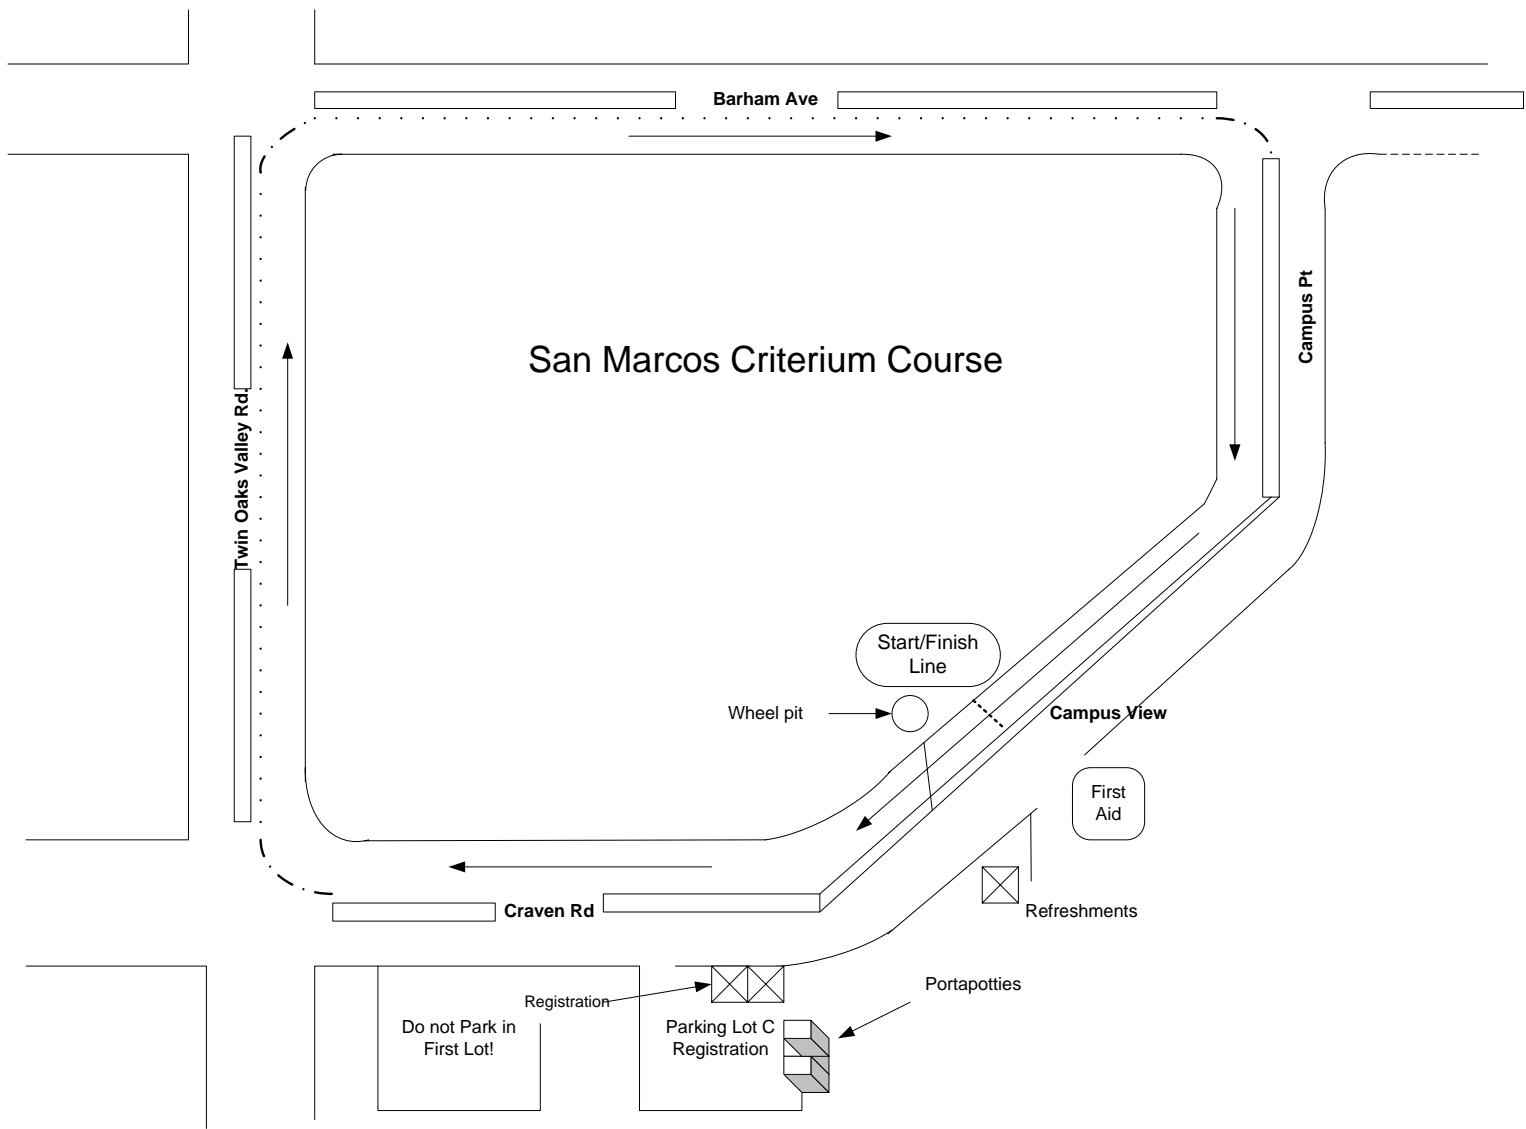 Barham Ave
Campus Pt
San Marcos Criterium Course
Twin Oaks Valley Rd.
Start/Finish
Line
Wheel pit
Campus View
First
Aid
Craven Rd
Refreshments
Portapotties
Registration
Do not Park in
First Lot!
Parking Lot C
Registration